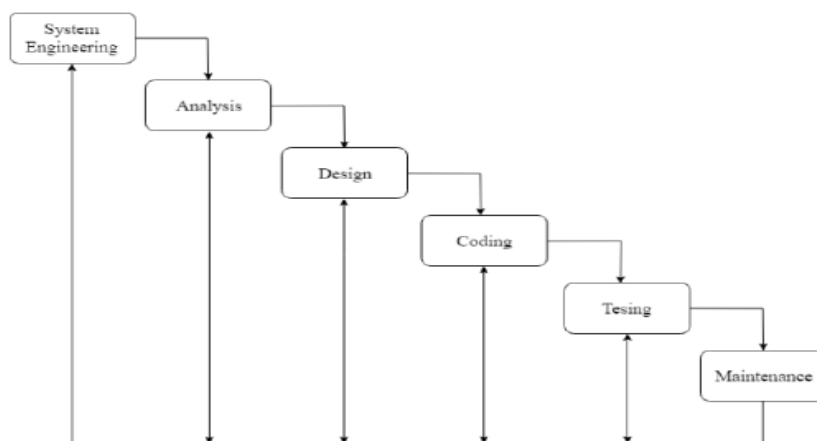 System
Engineering
Analysis
Design
Coding
Tesing
Maintenance